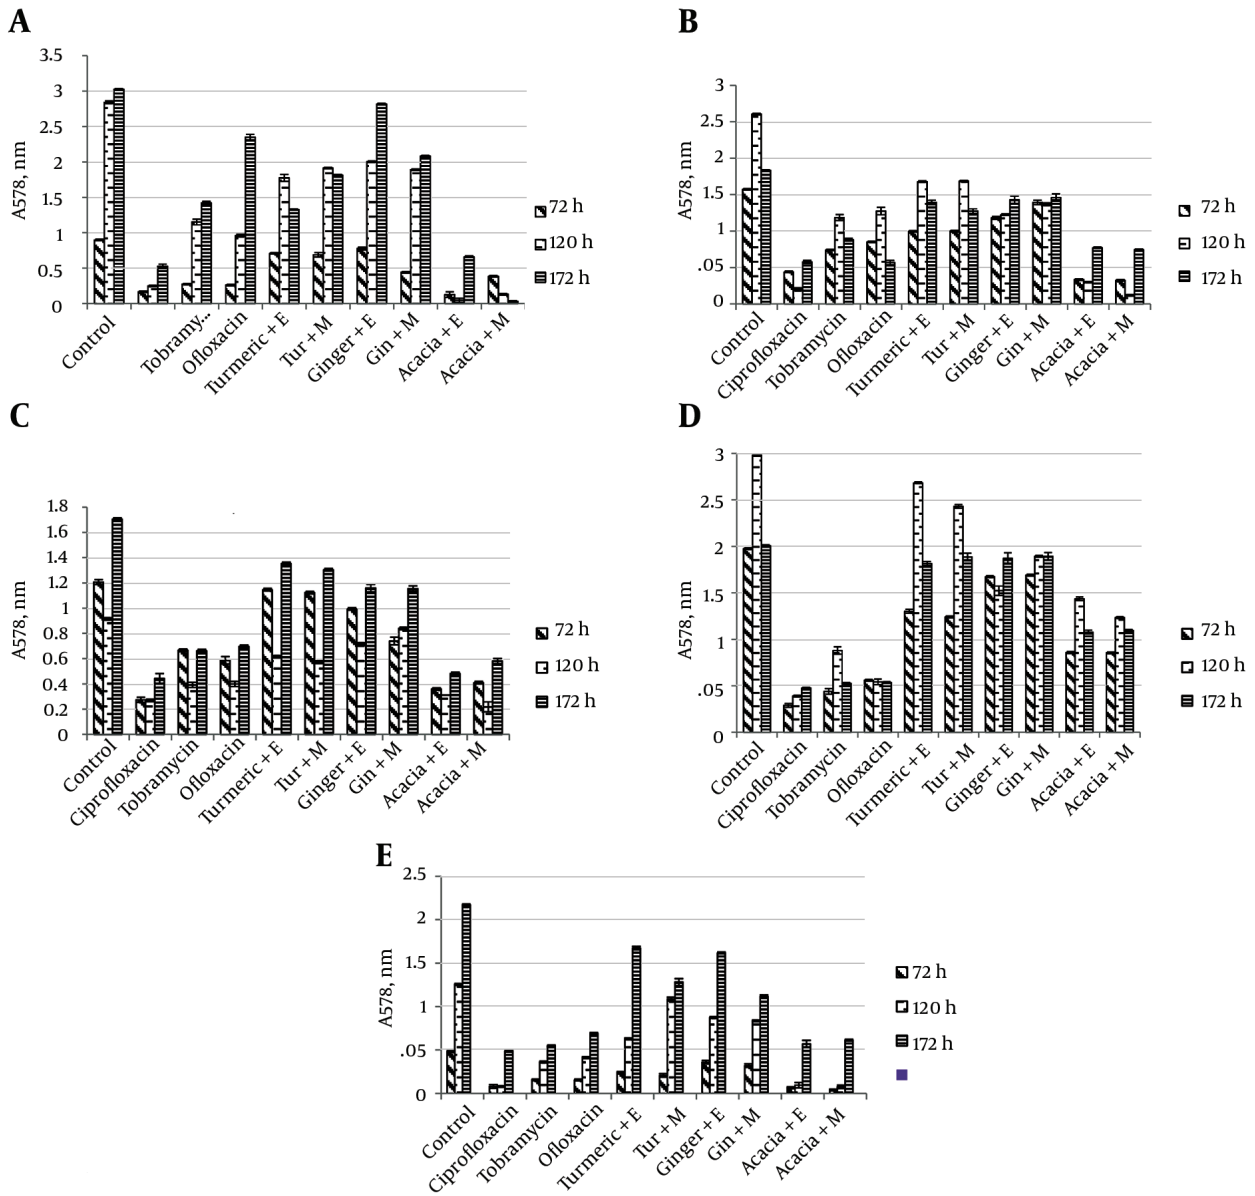 A
3.5
3
2.5
2
1.5
1
0.5
0
A578, nm
Control
Tobramy...
Ofloxacin
Turmeric + E
Tur + M
Ginger + E
Gin + M
Acacia + E
Acacia + M
72 h
120 h
172 h
B
3
2.5
2
1.5
1
.05
0
A578, nm
Control
Ciprofloxacin
Tobramycin
Ofloxacin
Turmeric + E
Tur + M
Ginger + E
Gin + M
Acacia + E
Acacia + M
72 h
120 h
172 h
C
1.8
1.6
1.4
1.2
1
0.8
0.6
0.4
0.2
0
A578, nm
Control
Ciprofloxacin
Tobramycin
Ofloxacin
Turmeric + E
Tur + M
Ginger + E
Gin + M
Acacia + E
Acacia + M
72 h
120 h
172 h
D
3
2.5
2
1.5
1
.05
0
A578, nm
Control
Ciprofloxacin
Tobramycin
Ofloxacin
Turmeric + E
Tur + M
Ginger + E
Gin + M
Acacia + E
Acacia + M
72 h
120 h
172 h
E
2.5
2
1.5
1
.05
0
A578, nm
Control
Ciprofloxacin
Tobramycin
Ofloxacin
Turmeric + E
Tur + M
Ginger + E
Gin + M
Acacia + E
Acacia + M
72 h
120 h
172 h